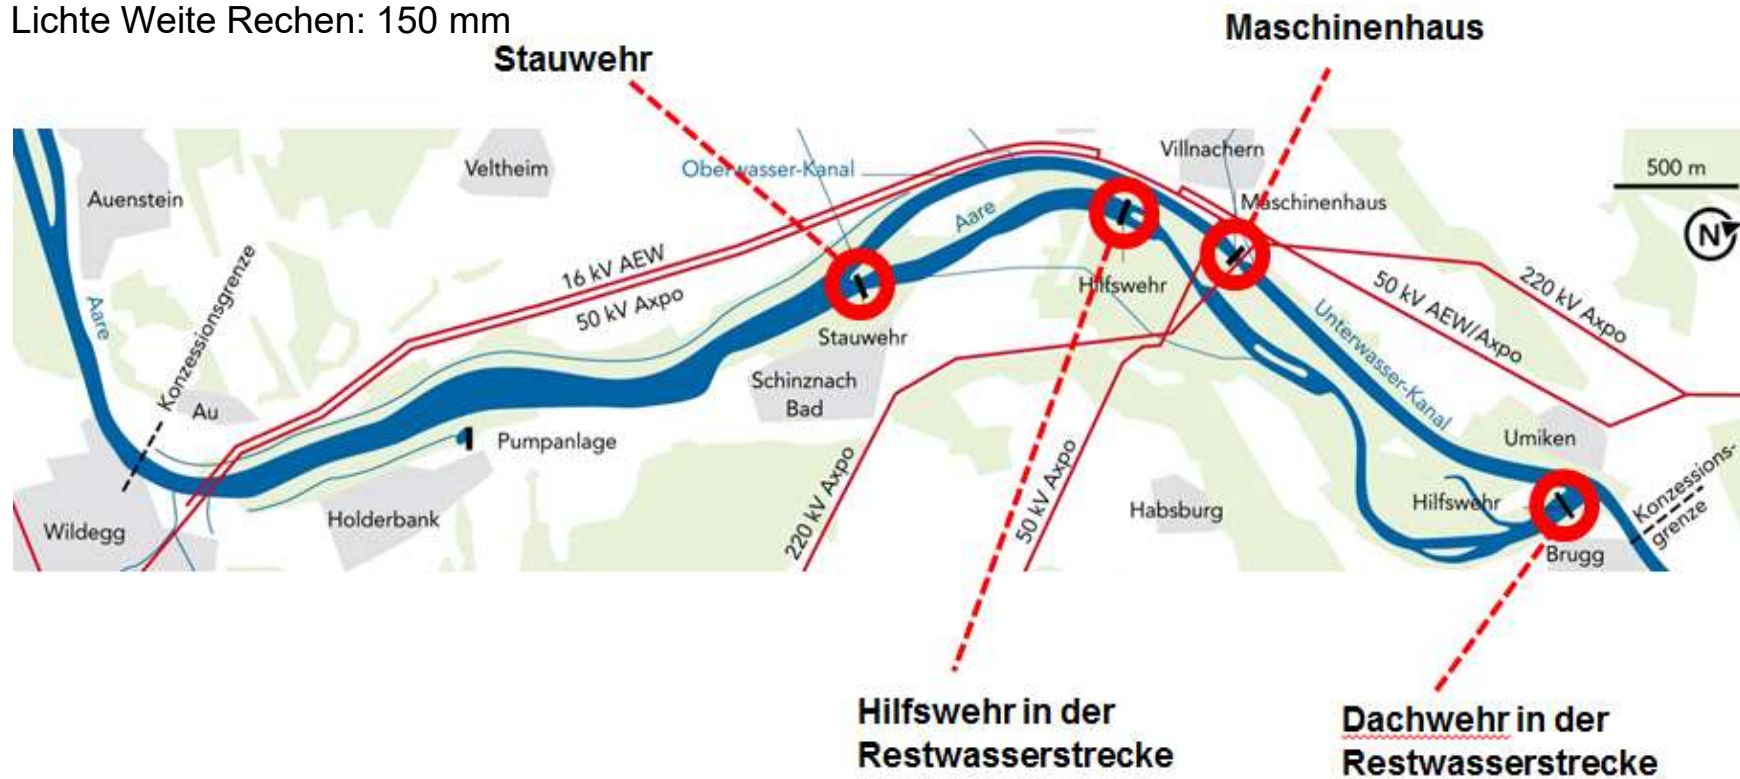 Lichte Weite Rechen: 150 mm
Maschinenhaus
Stauwehr
Villnachern
Veltheim
Oberwasser-Kanal
500 m
Auenstein
Maschinenhaus
Aare
N
16 kV AEW
50 kV Axpo
Hilfswehr
220 kV Axpo
50 kV AEW/Axpo
Aare
Konzessionsgrenze
Stauwehr
Unterwasser-Kanal
Schinznach
Bad
Au
Pumpanlage
Umiken
Wildegg
Holderbank
220 kV Axpo
50 kV Axpo
Habsburg
Hilfswehr
Konzessions-
grenze
Brugg
Hilfswehr in der
Restwasserstrecke
Dachwehr in der
Restwasserstrecke